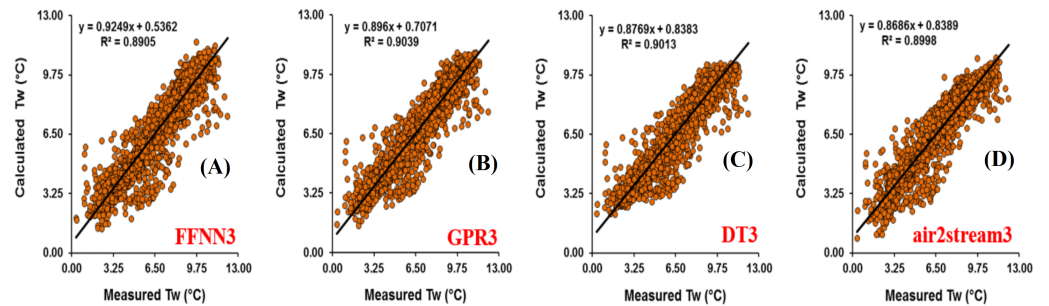 13.00
y = 0.9249x + 0.5362
R² = 0.8905
9.75
6.50
3.25
0.00
Calculated Tw (°C)
(A)
FFNN3
0.00 3.25 6.50 9.75 13.00
Measured Tw (°C)
13.00
y = 0.896x + 0.7071
R² = 0.9039
9.75
6.50
3.25
0.00
Calculated Tw (°C)
(B)
GPR3
0.00 3.25 6.50 9.75 13.00
Measured Tw (°C)
13.00
y = 0.8769x + 0.8383
R² = 0.9013
9.75
6.50
3.25
0.00
Calculated Tw (°C)
(C)
DT3
0.00 3.25 6.50 9.75 13.00
Measured Tw (°C)
13.00
y = 0.8686x + 0.8389
R² = 0.8998
9.75
6.50
3.25
0.00
Calculated Tw (°C)
(D)
air2stream3
0.00 3.25 6.50 9.75 13.00
Measured Tw (°C)